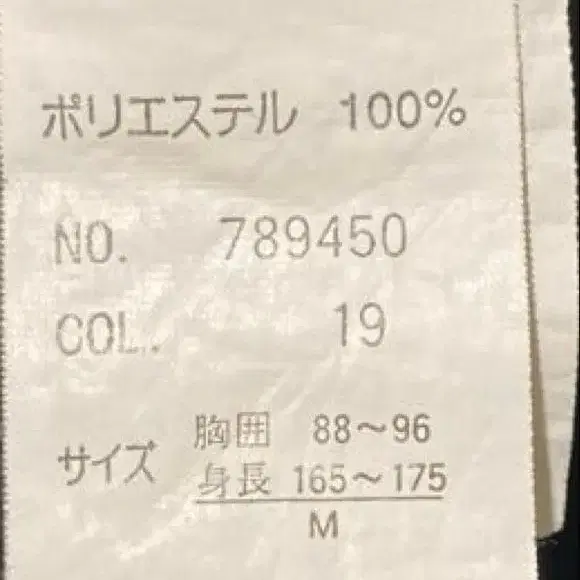 ポリエステル 100%
NO. 789450
COL. 19
サイズ 胸囲 88～96
身長 165～175
M